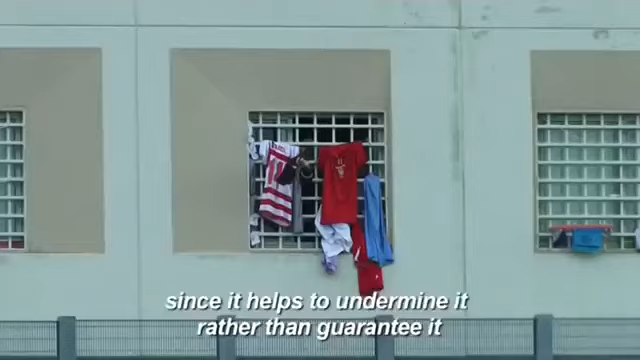 since it helps to undermine it
rather than guarantee it